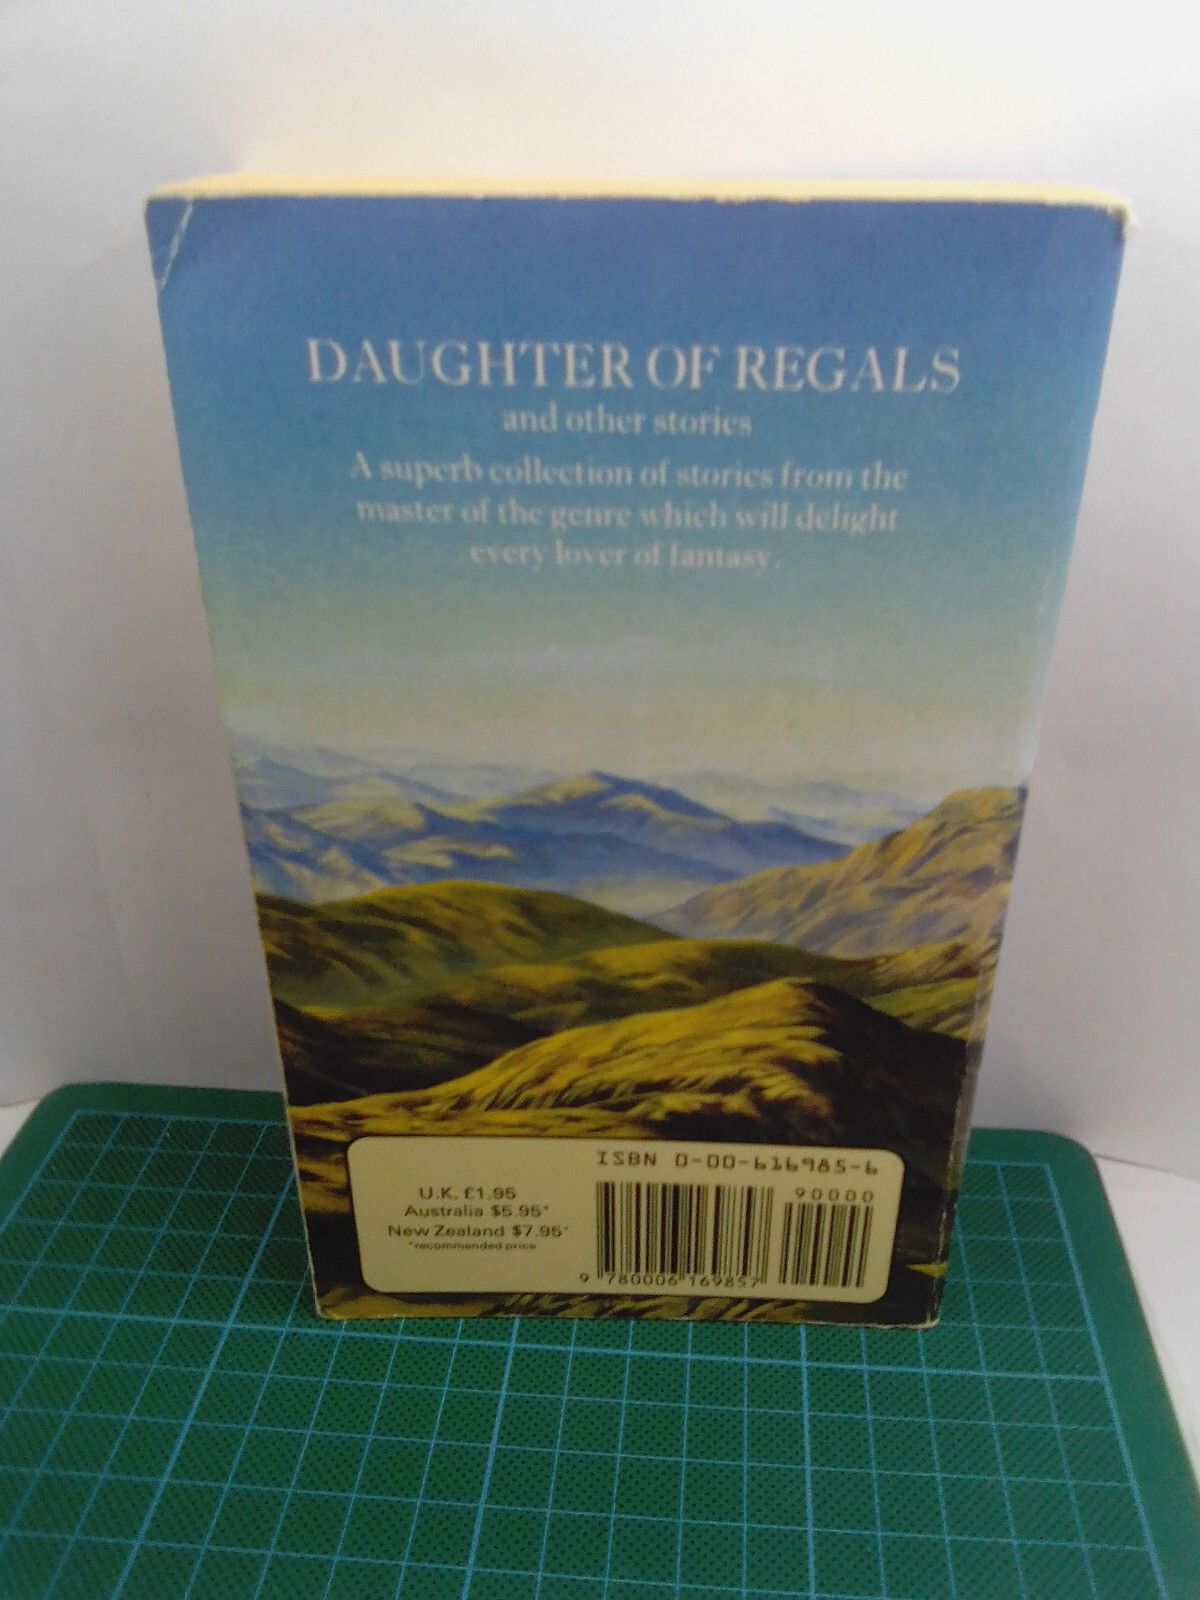 DAUGHTER OF REGALS
and other stories
A superb collection of stories from the
master of the genre which will delight
every lover of fantasy.
ISBN 0-00-616985-6
U.K. £1.95
Australia $5.95*
New Zealand $7.95*
*recommended price
90000
9 780006 169857